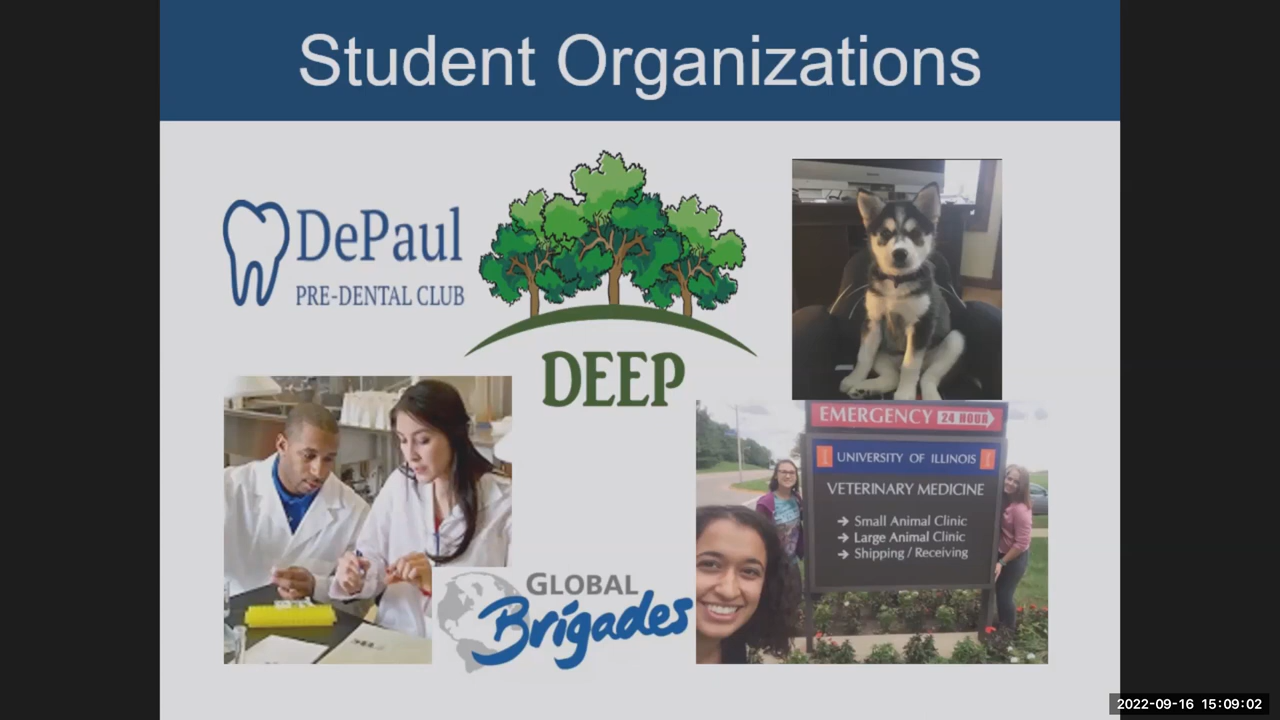 Student Organizations
DePaul
PRE-DENTAL CLUB
DEEP
EMERGENCY 24 HOUR
UNIVERSITY OF ILLINOIS
VETERINARY MEDICINE
→ Small Animal Clinic
→ Large Animal Clinic
→ Shipping / Receiving
GLOBAL
Brigades
2022-09-16 15:09:02